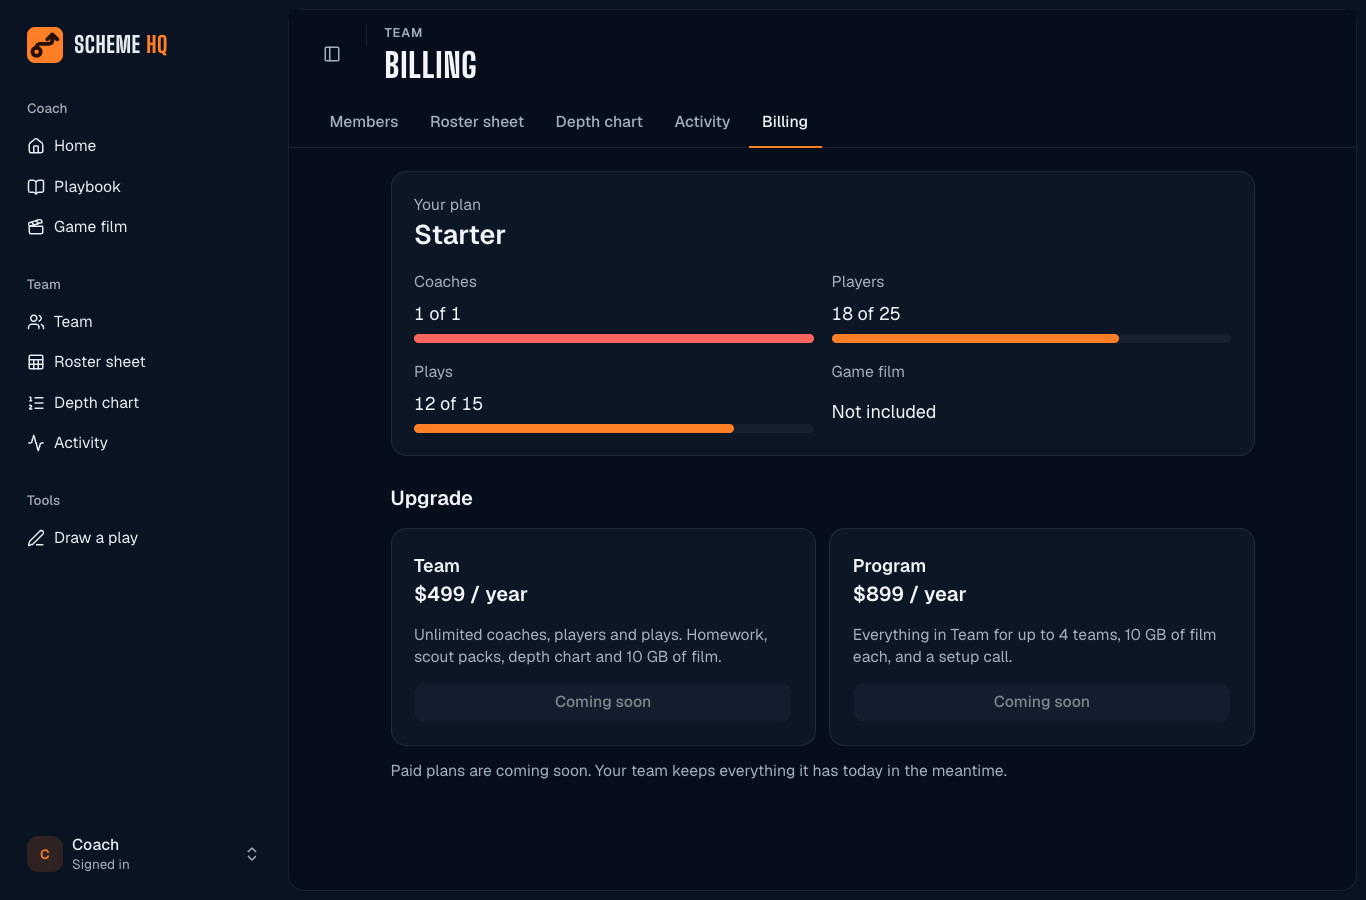 SCHEME HQ
Coach
Home
Playbook
Game film
Team
Team
Roster sheet
Depth chart
Activity
Tools
Draw a play
C
Coach
Signed in
TEAM
BILLING
Members
Roster sheet
Depth chart
Activity
Billing
Your plan
Starter
Coaches
1 of 1
Players
18 of 25
Plays
12 of 15
Game film
Not included
Upgrade
Team
$499 / year
Unlimited coaches, players and plays. Homework,
scout packs, depth chart and 10 GB of film.
Coming soon
Program
$899 / year
Everything in Team for up to 4 teams, 10 GB of film
each, and a setup call.
Coming soon
Paid plans are coming soon. Your team keeps everything it has today in the meantime.